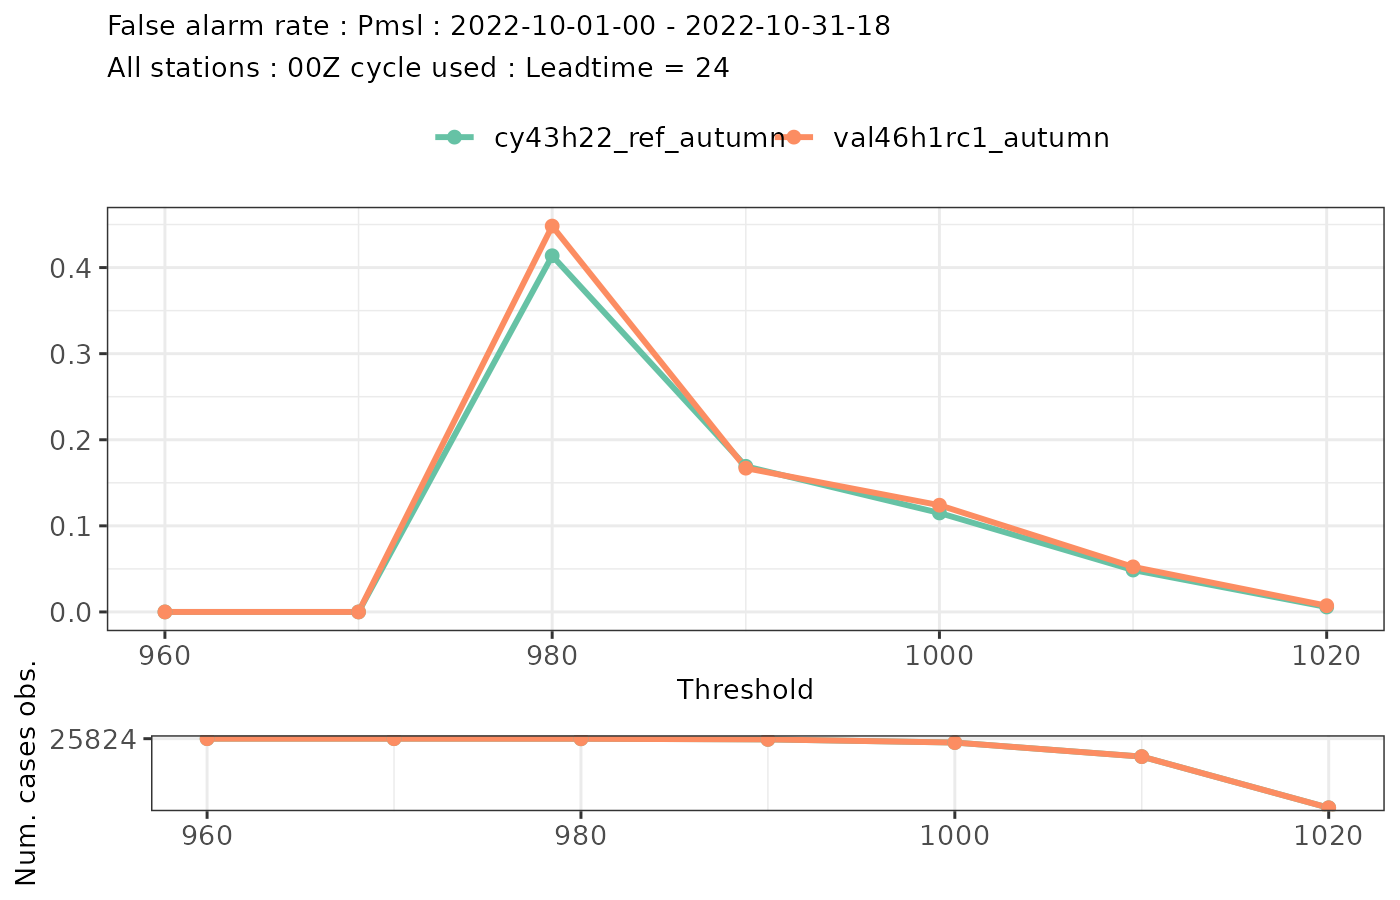 False alarm rate : Pmsl : 2022-10-01-00 - 2022-10-31-18
All stations : 00Z cycle used : Leadtime = 24
cy43h22_ref_autumn val46h1rc1_autumn
0.4
0.3
0.2
0.1
0.0
960 980 1000 1020
Threshold
Num. cases obs.
25824
960 980 1000 1020